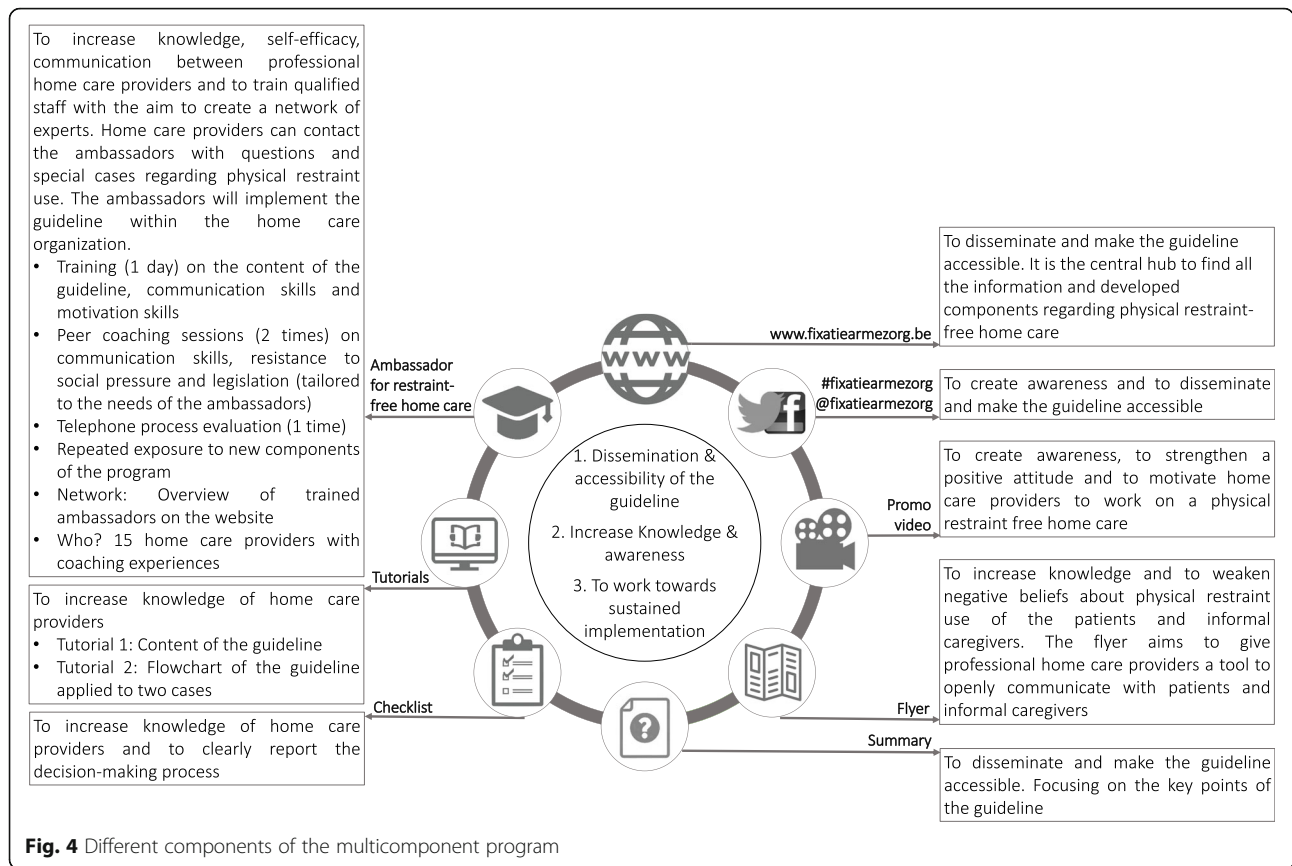 To increase knowledge, self-efficacy,
communication between professional
home care providers and to train qualified
staff with the aim to create a network of
experts. Home care providers can contact
the ambassadors with questions and
special cases regarding physical restraint
use. The ambassadors will implement the
guideline within the home care
organization.
• Training (1 day) on the content of the
guideline, communication skills and
motivation skills
• Peer coaching sessions (2 times) on
communication skills, resistance to
social pressure and legislation (tailored
to the needs of the ambassadors)
• Telephone process evaluation (1 time)
• Repeated exposure to new components
of the program
• Network: Overview of trained
ambassadors on the website
• Who? 15 home care providers with
coaching experiences
Ambassador
for restraint-
free home care
Tutorials
To increase knowledge of home care
providers
• Tutorial 1: Content of the guideline
• Tutorial 2: Flowchart of the guideline
applied to two cases
Checklist
To increase knowledge of home care
providers and to clearly report the
decision-making process
www
f
?
1. Dissemination &
accessibility of the
guideline
2. Increase Knowledge &
awareness
3. To work towards
sustained
implementation
www.fixatiearmezorg.be
To disseminate and make the guideline
accessible. It is the central hub to find all
the information and developed
components regarding physical restraint-
free home care
#fixatiearmezorg
@fixatiearmezorg
To create awareness and to disseminate
and make the guideline accessible
Promo
video
To create awareness, to strengthen a
positive attitude and to motivate home
care providers to work on a physical
restraint free home care
Flyer
To increase knowledge and to weaken
negative beliefs about physical restraint
use of the patients and informal
caregivers. The flyer aims to give
professional home care providers a tool to
openly communicate with patients and
informal caregivers
Summary
To disseminate and make the guideline
accessible. Focusing on the key points of
the guideline
Fig. 4 Different components of the multicomponent program